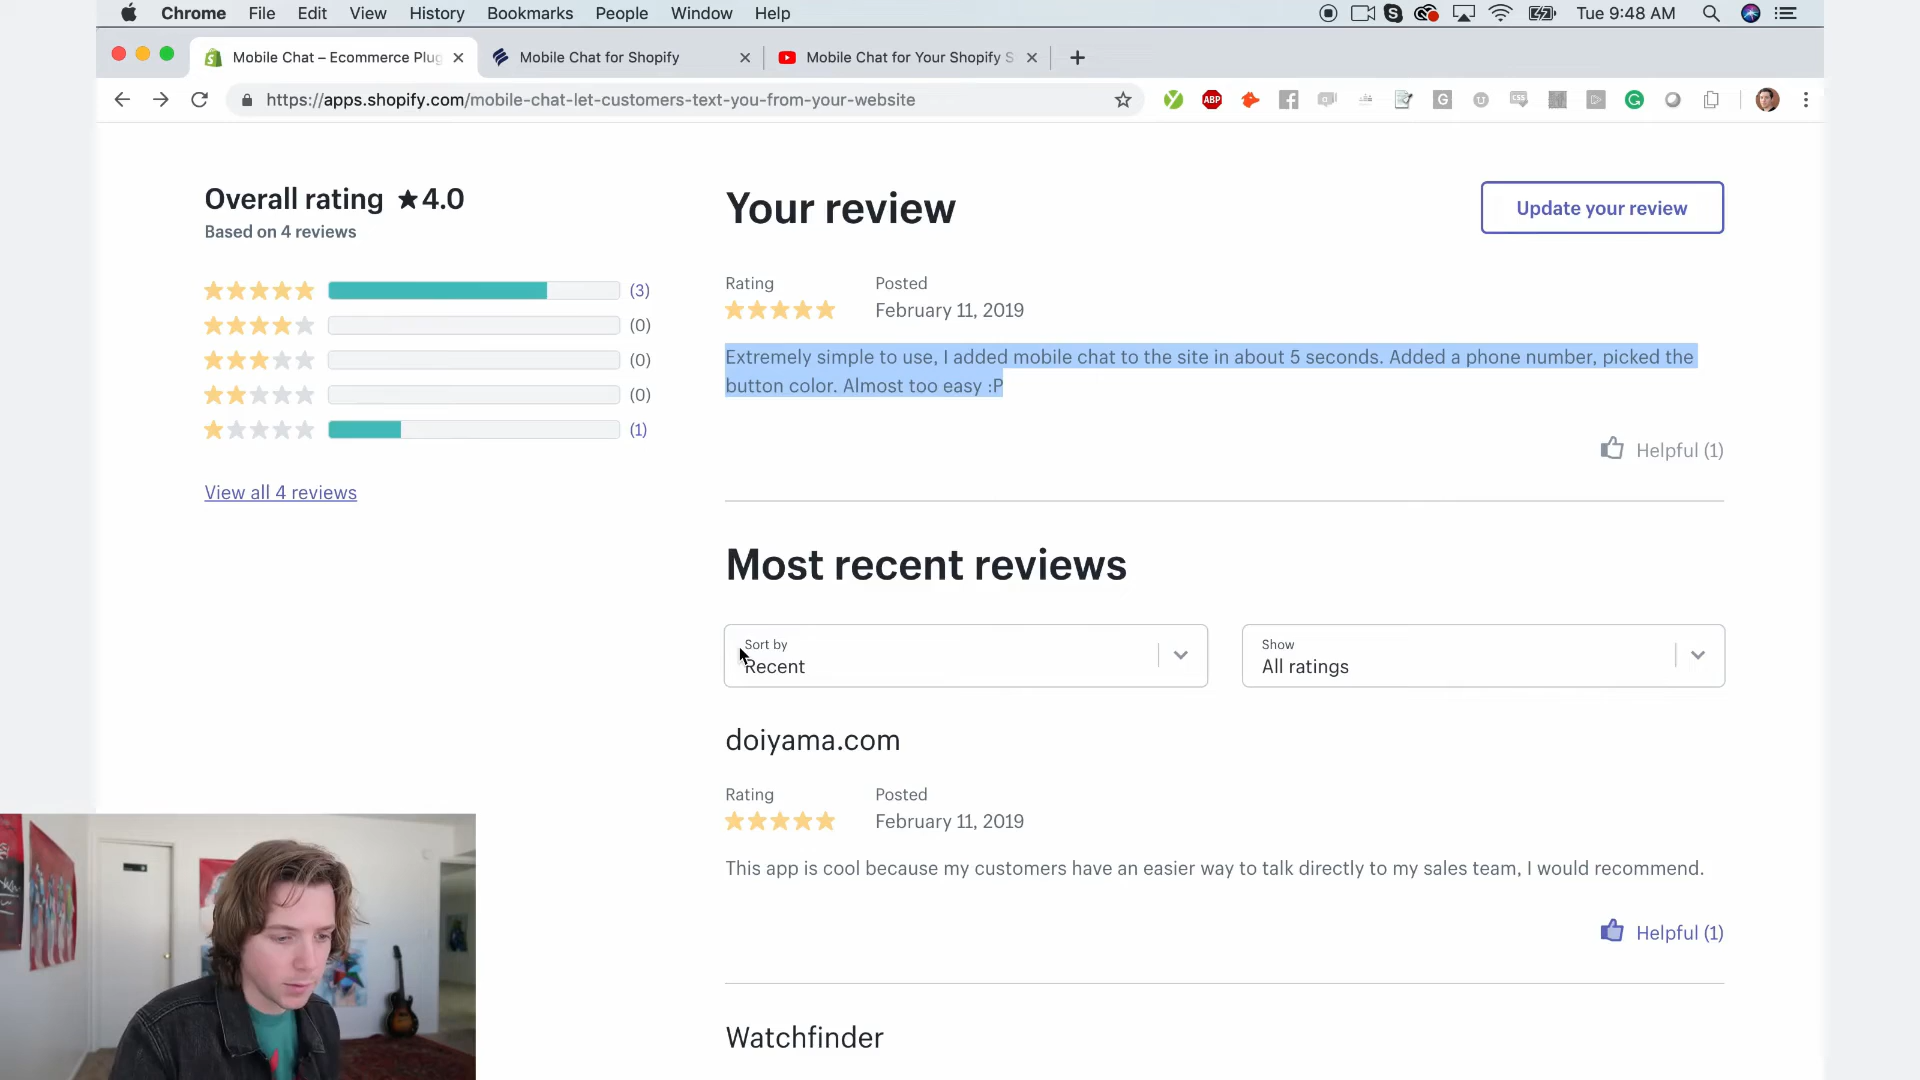 Chrome File Edit View History Bookmarks People Window Help Tue 9:48 AM
Mobile Chat – Ecommerce Plug Mobile Chat for Shopify Mobile Chat for Your Shopify S
https://apps.shopify.com/mobile-chat-let-customers-text-you-from-your-website ABP
Overall rating ★4.0
Based on 4 reviews
(3)
(0)
(0)
(0)
(1)
View all 4 reviews
Your review
Update your review
Rating Posted
February 11, 2019
Extremely simple to use, I added mobile chat to the site in about 5 seconds. Added a phone number, picked the
button color. Almost too easy :P
Helpful (1)
Most recent reviews
Sort by
Recent
Show
All ratings
doiyama.com
Rating Posted
February 11, 2019
This app is cool because my customers have an easier way to talk directly to my sales team, I would recommend.
Helpful (1)
Watchfinder